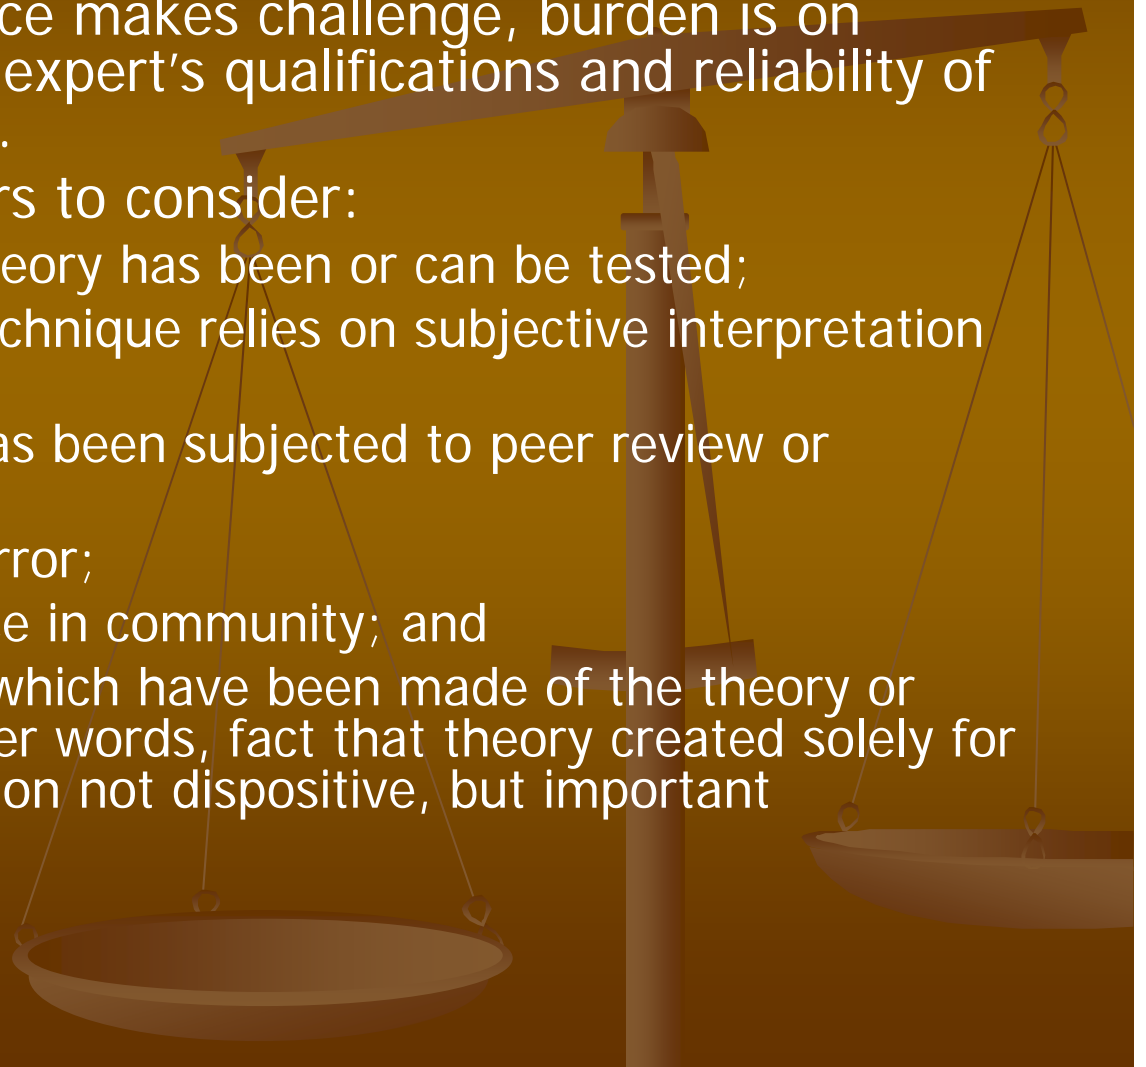 ce makes challenge, burden is on
expert's qualifications and reliability of
.
rs to consider:
eory has been or can be tested;
chnique relies on subjective interpretation
as been subjected to peer review or
rror;
e in community; and
which have been made of the theory or
er words, fact that theory created solely for
on not dispositive, but important